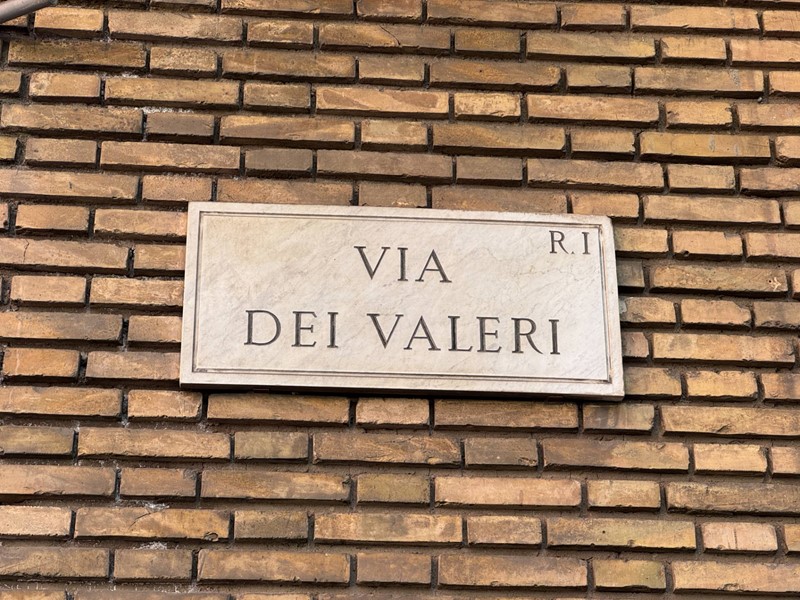 R. I
VIA
DEI VALERI